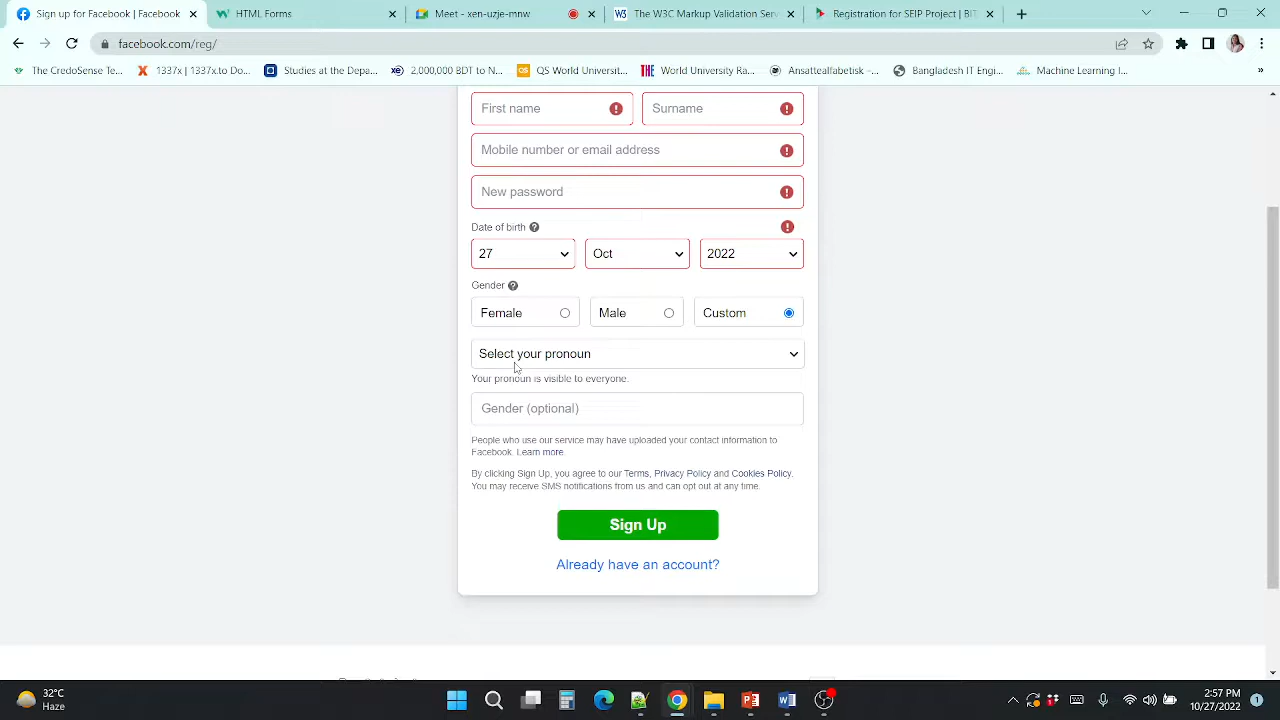 Sign up for Facebook | Facebook
HTML Forms
Meet - xen-uzje-mnw
The W3C Markup Validation Serv
Registration for SEIP Project | BIT
facebook.com/reg/
The CredoSense Te...
1337x | 1337x.to Do...
Studies at the Depa...
2,000,000 BDT to N...
QS World Universit...
World University Ra...
Ansattealfabetisk –...
Bangladesh IT Engi...
Machine Learning I...
»
First name
Surname
Mobile number or email address
New password
Date of birth
27
Oct
2022
Gender
Female
Male
Custom
Select your pronoun
Your pronoun is visible to everyone.
Gender (optional)
People who use our service may have uploaded your contact information to
Facebook. Learn more.
By clicking Sign Up, you agree to our Terms, Privacy Policy and Cookies Policy.
You may receive SMS notifications from us and can opt out at any time.
Sign Up
Already have an account?
32°C
Haze
2:57 PM
10/27/2022